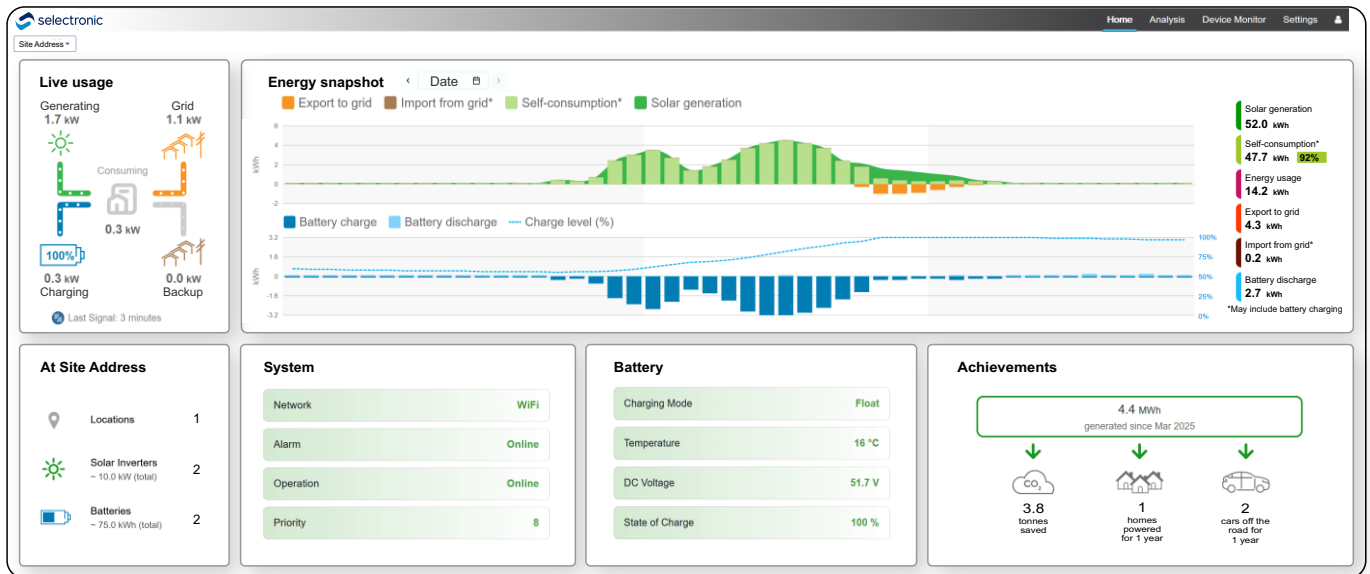 selectronic
Home Analysis Device Monitor Settings
Site Address
Live usage
Generating
1.7 kW
Grid
1.1 kW
Consuming
0.3 kW
100%
0.3 kW
Charging
0.0 kW
Backup
Last Signal: 3 minutes
Energy snapshot
‹ Date ›
Export to grid Import from grid* Self-consumption* Solar generation
kWh
6
4
2
0
-2
Battery charge Battery discharge Charge level (%)
kWh
3.2
1.6
0
-1.6
-3.2
100%
75%
50%
25%
0%
Solar generation
52.0 kWh
Self-consumption*
47.7 kWh 92%
Energy usage
14.2 kWh
Export to grid
4.3 kWh
Import from grid*
0.2 kWh
Battery discharge
2.7 kWh
*May include battery charging
At Site Address
Locations 1
Solar Inverters
~ 10.0 kW (total)
2
Batteries
~ 75.0 kWh (total)
2
System
Network WiFi
Alarm Online
Operation Online
Priority 8
Battery
Charging Mode Float
Temperature 16 °C
DC Voltage 51.7 V
State of Charge 100 %
Achievements
4.4 MWh
generated since Mar 2025
CO2
3.8
tonnes
saved
1
homes
powered
for 1 year
2
cars off the
road for
1 year